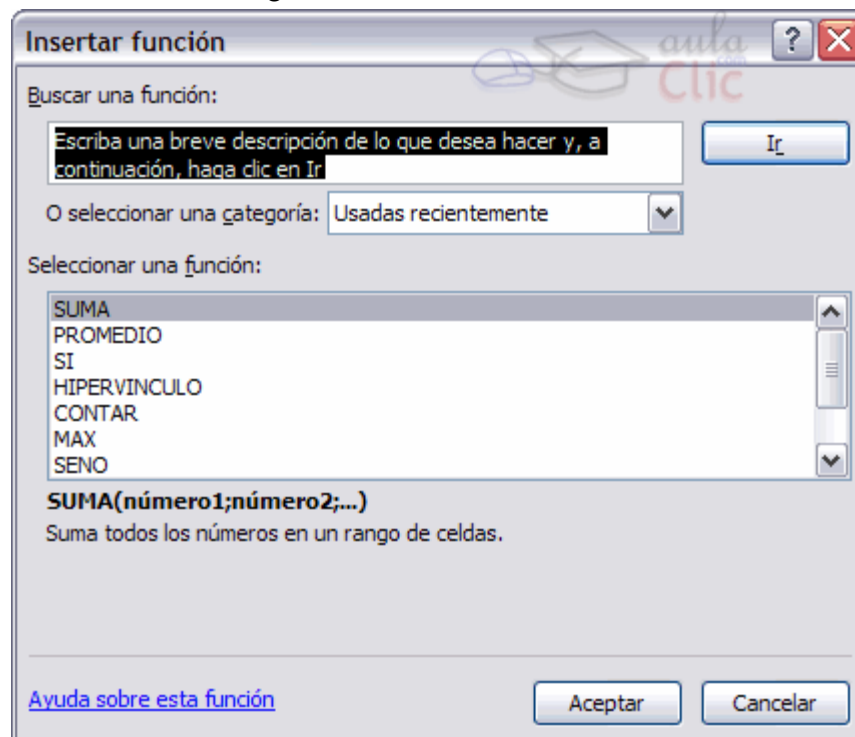 Insertar función
aula
.com
Clic
?
Buscar una función:
Escriba una breve descripción de lo que desea hacer y, a
continuación, haga clic en Ir
Ir
O seleccionar una categoría: Usadas recientemente
Seleccionar una función:
SUMA
PROMEDIO
SI
HIPERVINCULO
CONTAR
MAX
SENO
SUMA(número1;número2;...)
Suma todos los números en un rango de celdas.
Ayuda sobre esta función
Aceptar
Cancelar